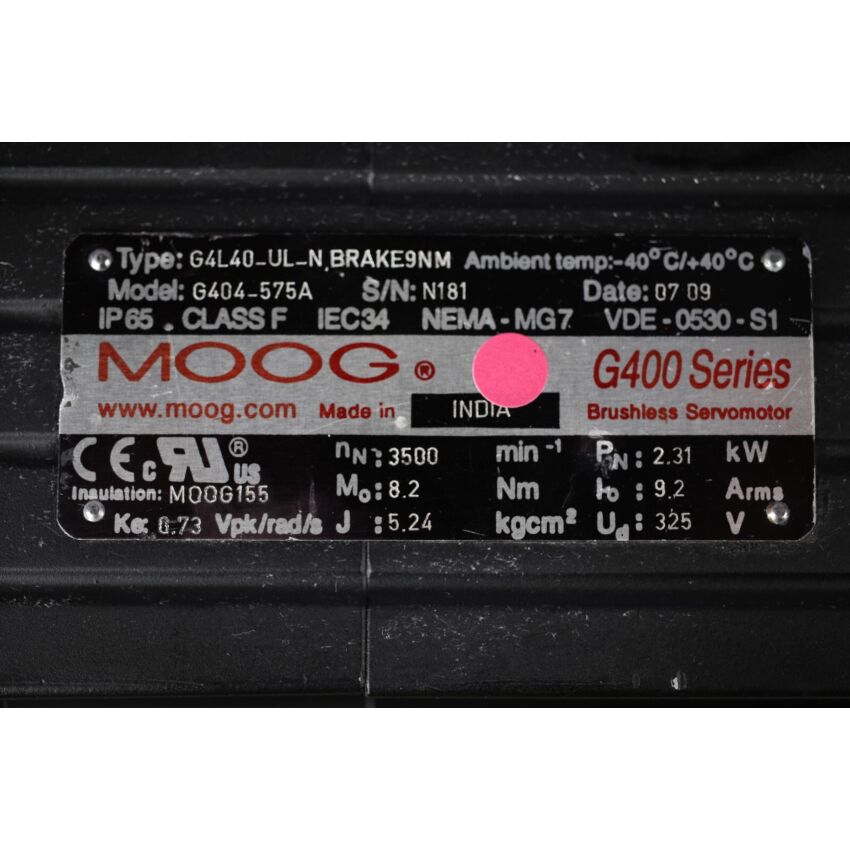 Type: G4L40-UL-N,BRAKE9NM Ambient temp:-40°C/+40°C
Model: G404-575A S/N: N181 Date: 07 09
IP65 . CLASS F IEC34 NEMA - MG7 VDE - 0530 - S1
MOOG ® G400 Series
www.moog.com Made in INDIA Brushless Servomotor
CE c RU ® US nN : 3500 min -1 PN : 2.31 kW
Insulation: MOOG155 Mo : 8.2 Nm Io : 9.2 Arms
Ke: 0.73 Vpk/rad/s J : 5.24 kgcm² Ud : 325 V